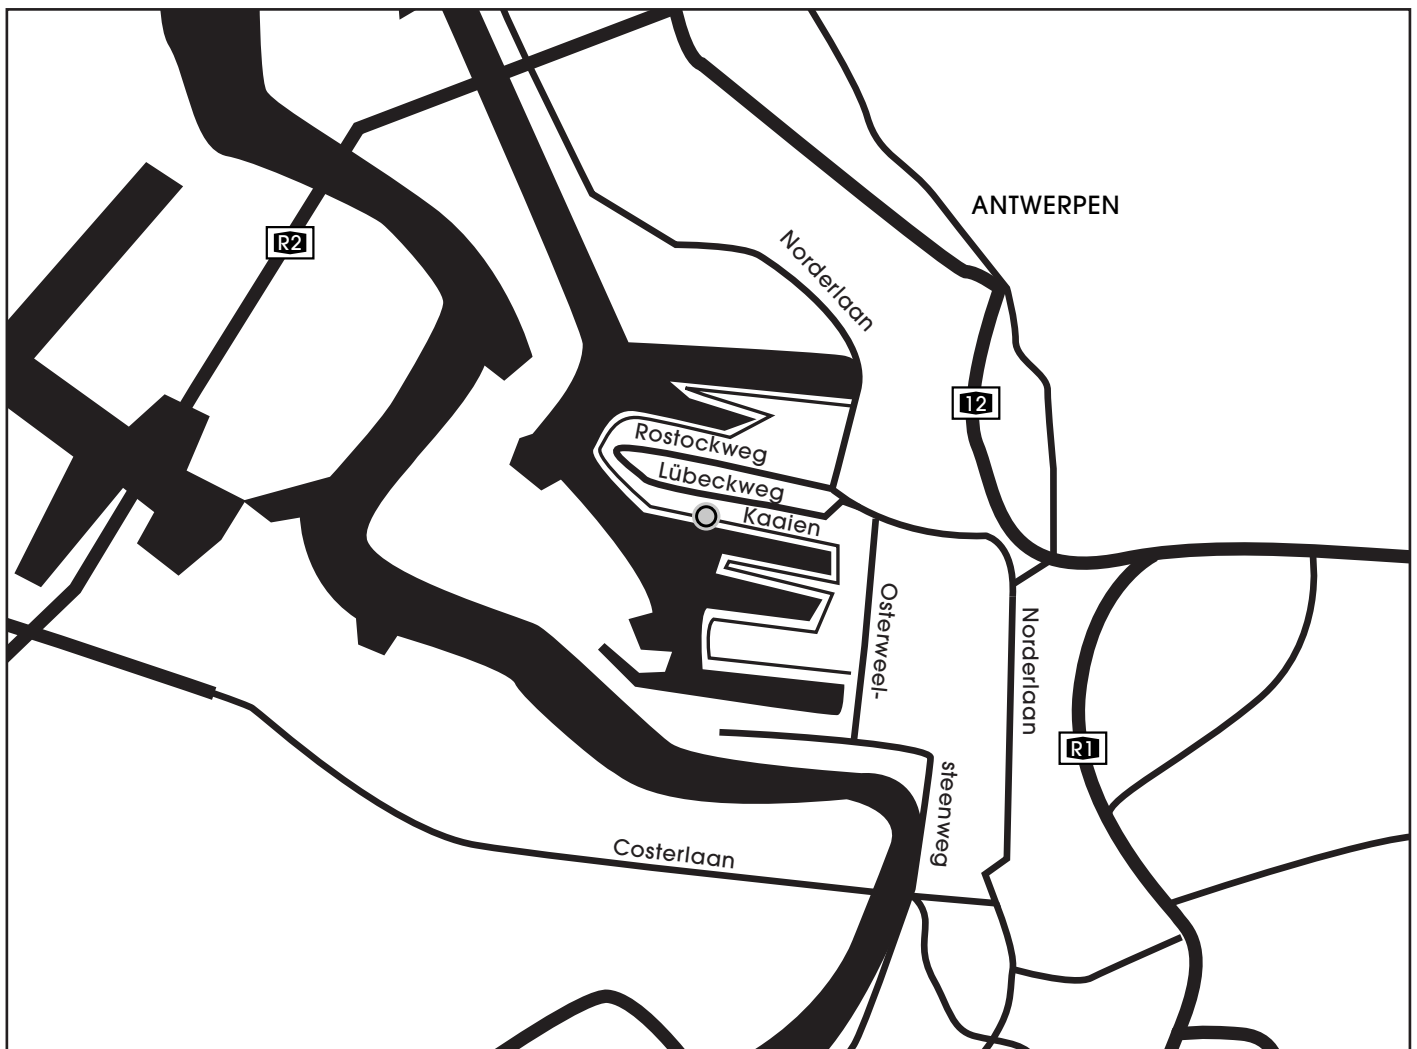 ANTWERPEN
R2
Norderlaan
12
Rostockweg
Lübeckweg
Kaaien
Osterweel-
steenweg
Norderlaan
R1
Costerlaan